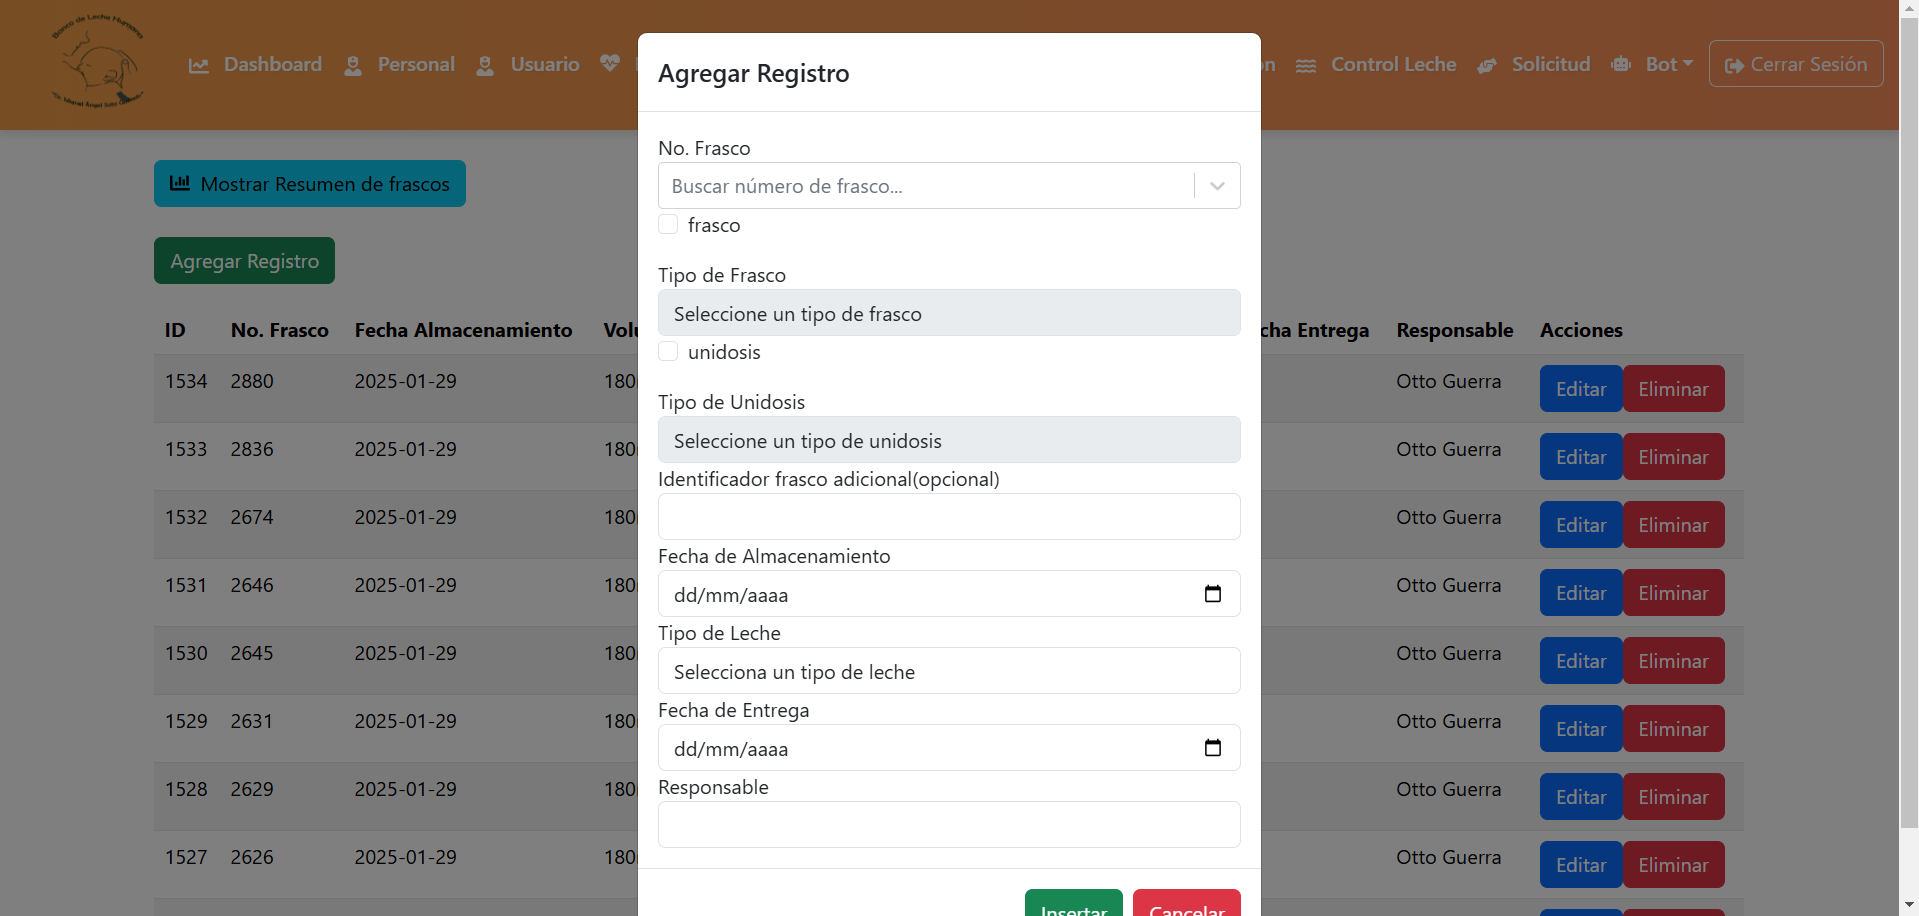 Banco de Leche Humana
Dashboard
Personal
Usuario
Control Leche
Solicitud
Bot
Cerrar Sesión
Agregar Registro
No. Frasco
Buscar número de frasco...
frasco
Tipo de Frasco
Seleccione un tipo de frasco
unidosis
Tipo de Unidosis
Seleccione un tipo de unidosis
Identificador frasco adicional(opcional)
Fecha de Almacenamiento
dd/mm/aaaa
Tipo de Leche
Selecciona un tipo de leche
Fecha de Entrega
dd/mm/aaaa
Responsable
Insertar Cancelar
Mostrar Resumen de frascos
Agregar Registro
ID No. Frasco Fecha Almacenamiento Entrega Responsable Acciones
1534 2880 2025-01-29 180 Otto Guerra Editar Eliminar
1533 2836 2025-01-29 180 Otto Guerra Editar Eliminar
1532 2674 2025-01-29 180 Otto Guerra Editar Eliminar
1531 2646 2025-01-29 180 Otto Guerra Editar Eliminar
1530 2645 2025-01-29 180 Otto Guerra Editar Eliminar
1529 2631 2025-01-29 180 Otto Guerra Editar Eliminar
1528 2629 2025-01-29 180 Otto Guerra Editar Eliminar
1527 2626 2025-01-29 180 Otto Guerra Editar Eliminar